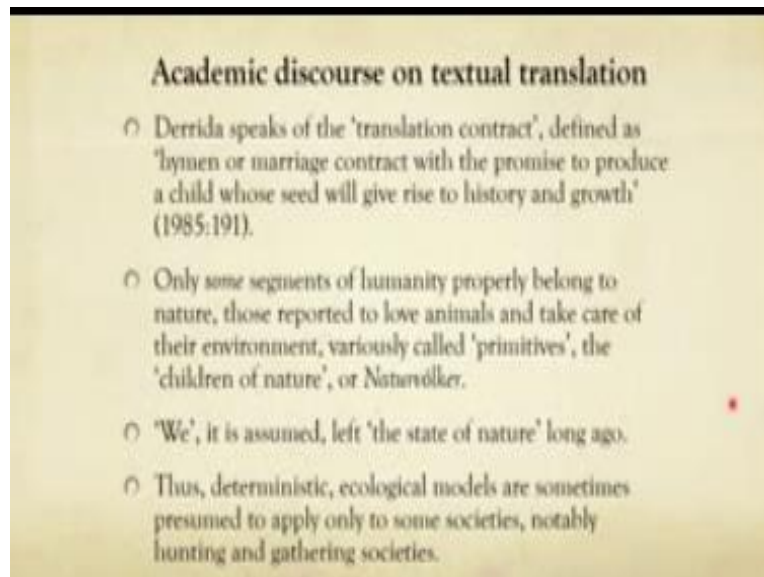 Academic discourse on textual translation
Derrida speaks of the 'translation contract', defined as
'hymen or marriage contract with the promise to produce
a child whose seed will give rise to history and growth'
(1985:191).
Only some segments of humanity properly belong to
nature, those reported to love animals and take care of
their environment, variously called 'primitives', the
'children of nature', or Naturvölker.
'We', it is assumed, left 'the state of nature' long ago.
Thus, deterministic, ecological models are sometimes
presumed to apply only to some societies, notably
hunting and gathering societies.